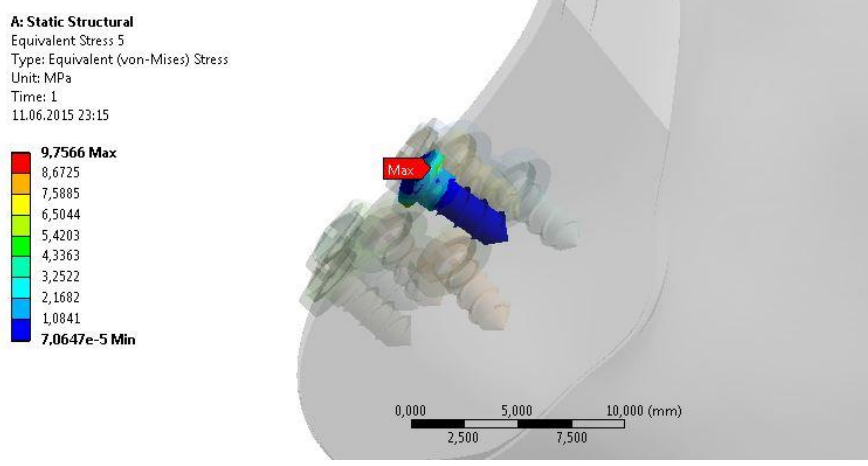 A: Static Structural
Equivalent Stress 5
Type: Equivalent (von-Mises) Stress
Unit: MPa
Time: 1
11.06.2015 23:15
9,7566 Max
8,6725
7,5885
6,5044
5,4203
4,3363
3,2522
2,1682
1,0841
7,0647e-5 Min
Max
0,000 5,000 10,000 (mm)
2,500 7,500